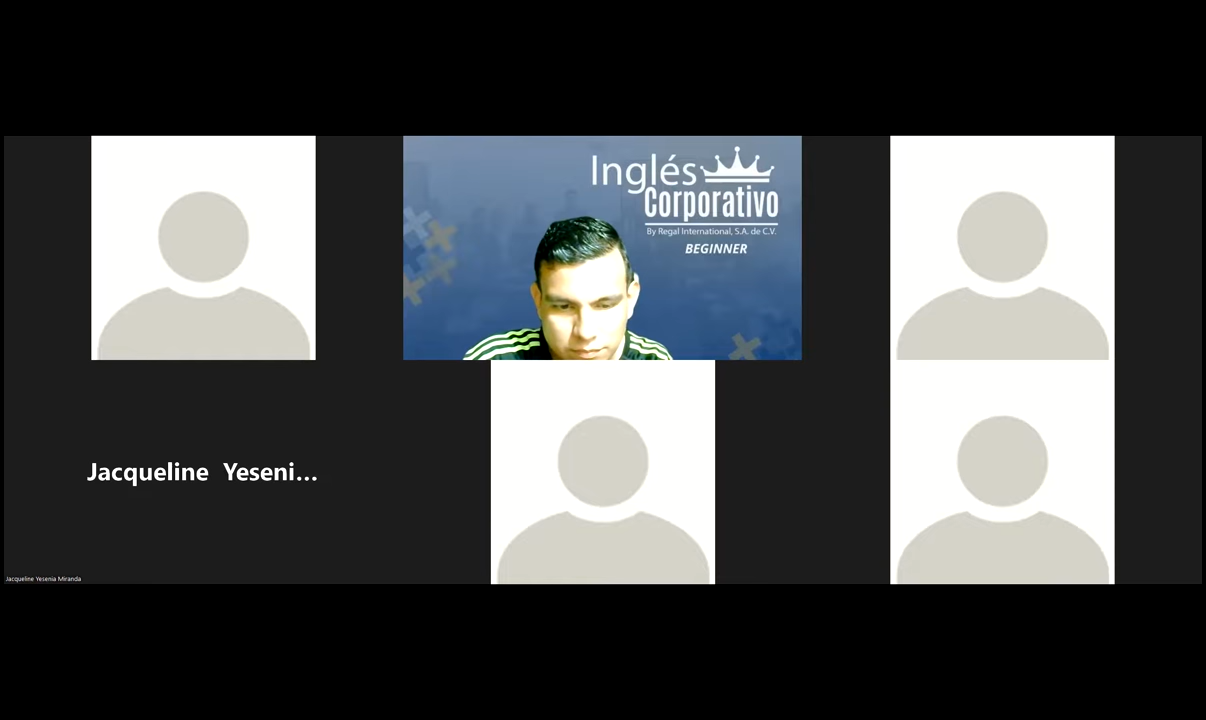 Inglés
Corporativo
By Regal International, S.A. de C.V.
BEGINNER
Jacqueline Yeseni...
Jacqueline Yesenia Miranda